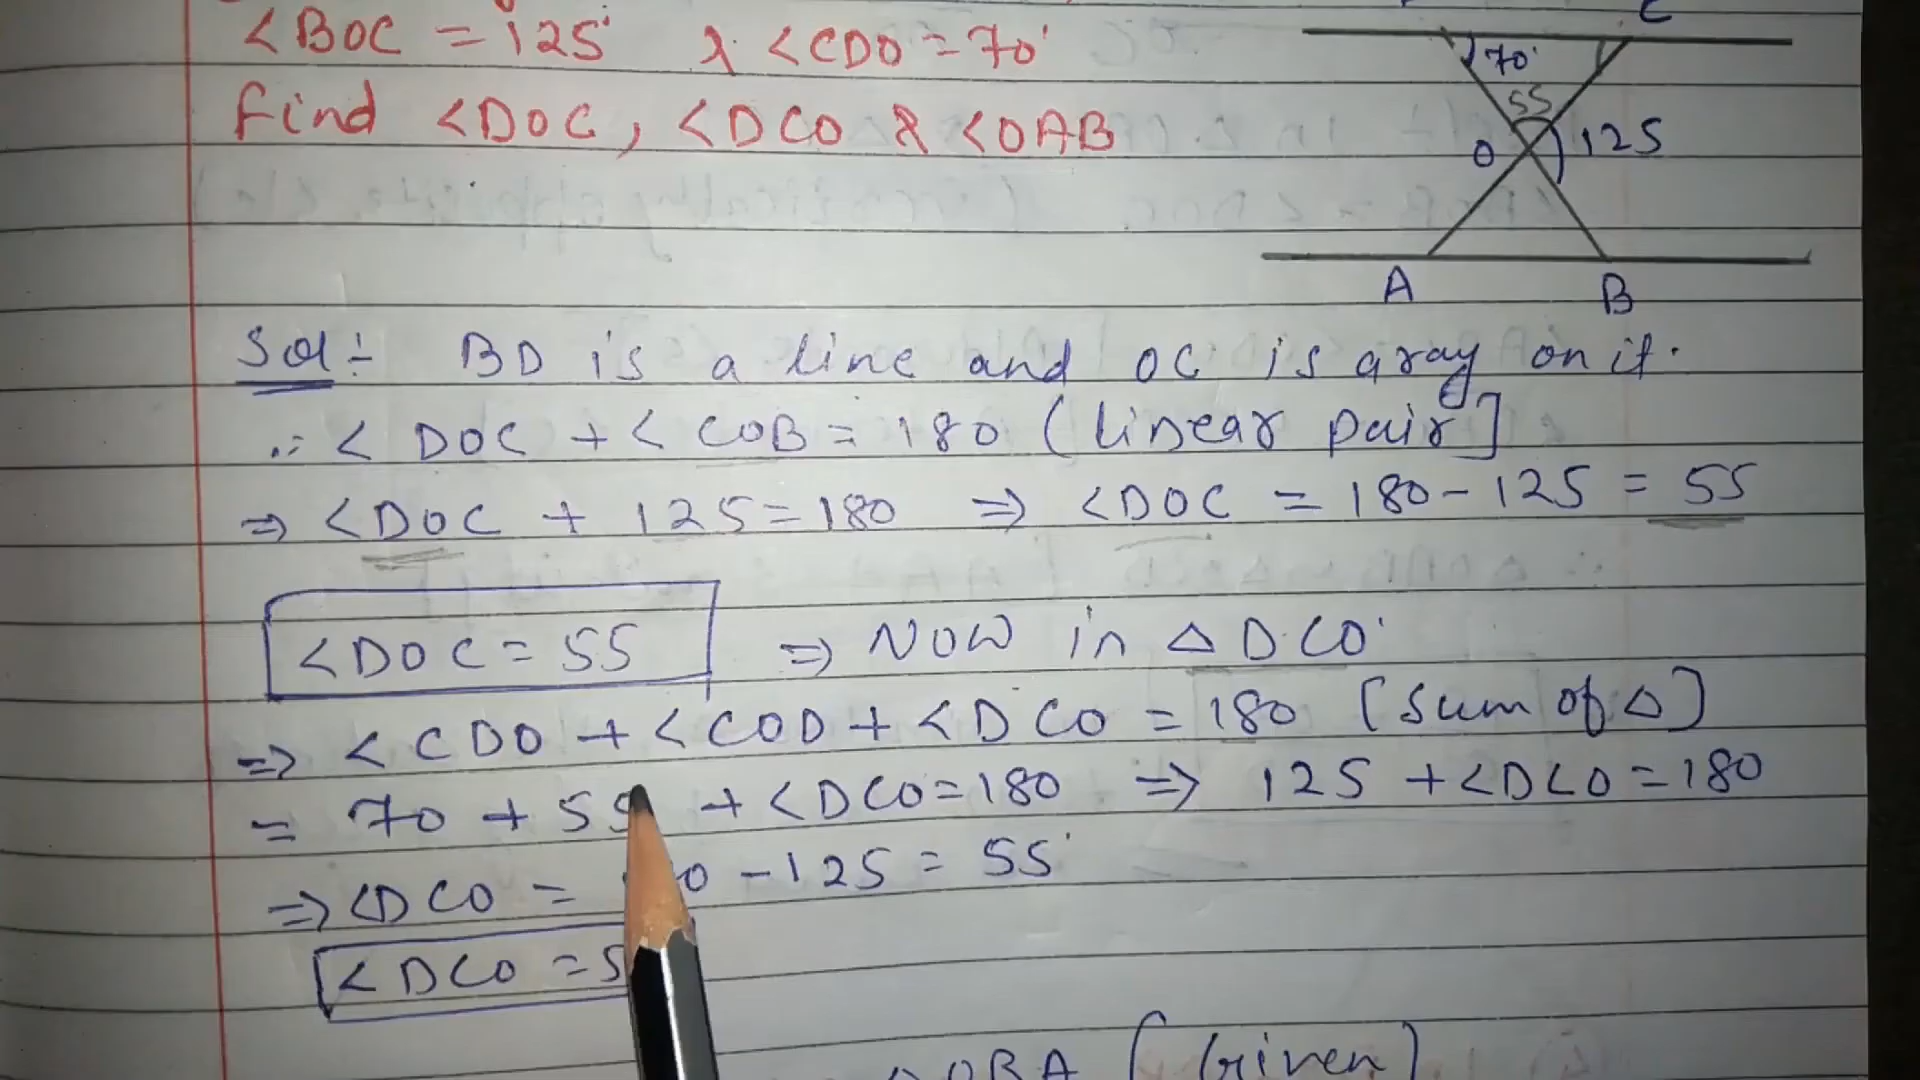 <BOC = 125° & <CDO = 70°
find <DOC, <DCO & <OAB
C
70°
55
O
125
A
B
Sol:- BD is a line and OC is a ray on it.
∴ < DOC + < COB = 180 (linear pair]
⇒ <DOC + 125 = 180 ⇒ <DOC = 180 - 125 = 55
<DOC = 55 ⇒ Now in △ DCO
⇒ < CDO + < COD + < DCO = 180 [sum of △]
= 70 + 55 + <DCO = 180 ⇒ 125 + <DCO = 180
⇒ <DCO = - 125 = 55°
<DCO =
OBA [Given]